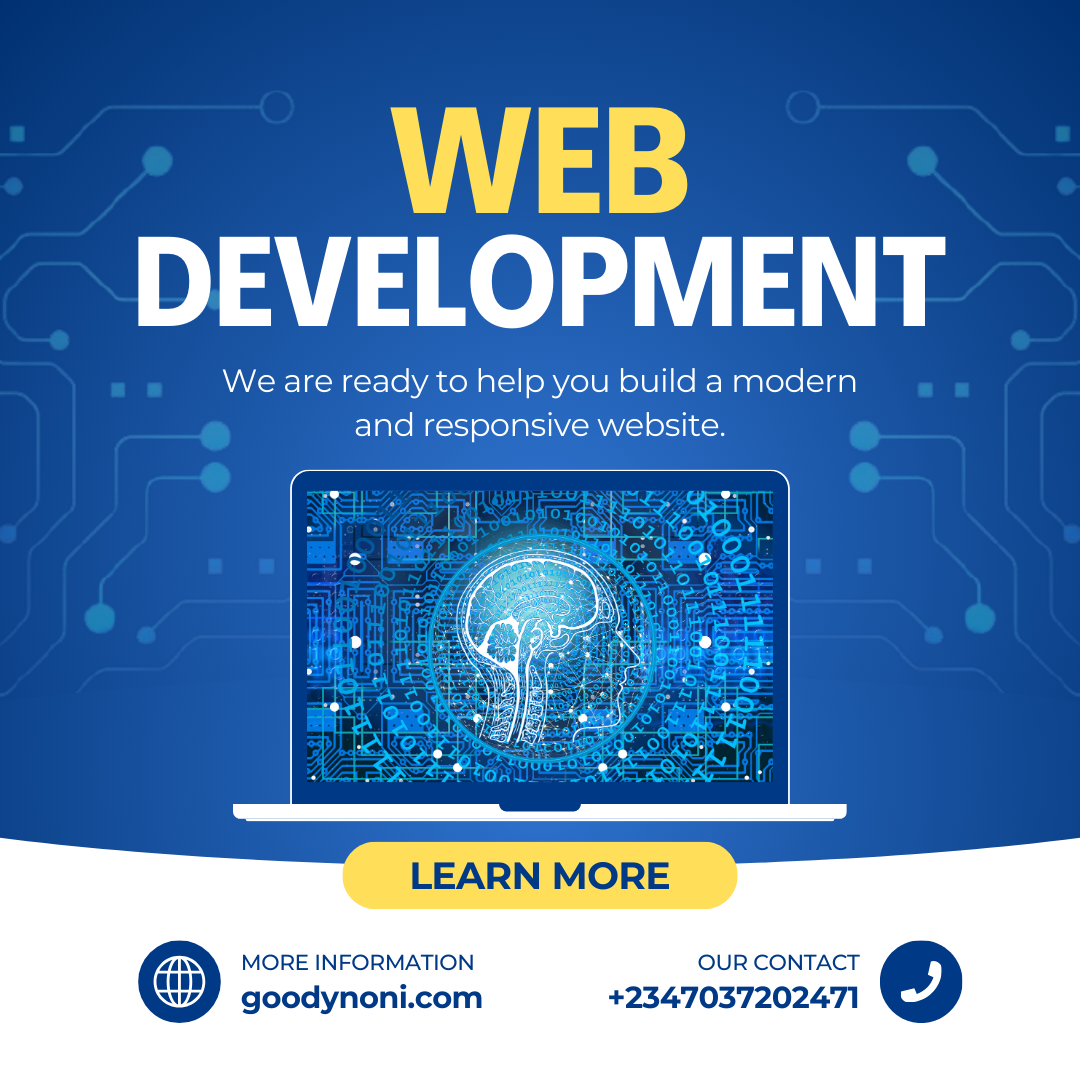 WEB
DEVELOPMENT
We are ready to help you build a modern
and responsive website.
LEARN MORE
MORE INFORMATION
goodynoni.com
OUR CONTACT
+2347037202471